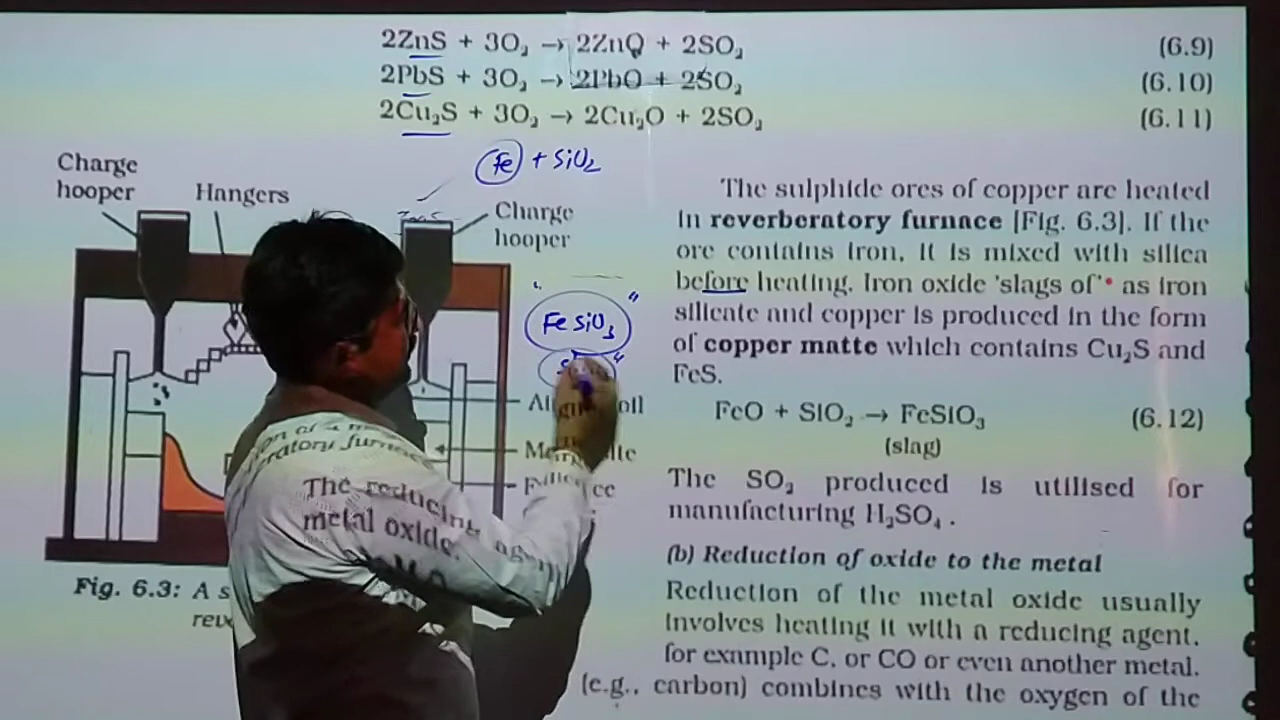 2ZnS + 3O₂ → 2ZnO + 2SO₂ (6.9)
2PbS + 3O₂ → 2PbO + 2SO₂ (6.10)
2Cu₂S + 3O₂ → 2Cu₂O + 2SO₂ (6.11)
Fe + SiO₂
Charge
hooper
Hangers
Charge
hooper
"FeSiO₃"
Fig. 6.3: A
The sulphide ores of copper are heated
in reverberatory furnace [Fig. 6.3]. If the
ore contains iron, it is mixed with silica
before heating. Iron oxide 'slags of' as iron
silicate and copper is produced in the form
of copper matte which contains Cu₂S and
FeS.
FeO + SiO₂ → FeSiO₃ (6.12)
(slag)
The SO₂ produced is utilised for
manufacturing H₂SO₄.
(b) Reduction of oxide to the metal
Reduction of the metal oxide usually
involves heating it with a reducing agent,
for example C, or CO or even another metal.
(e.g., carbon) combines with the oxygen of the
The reducing agent
metal oxide.